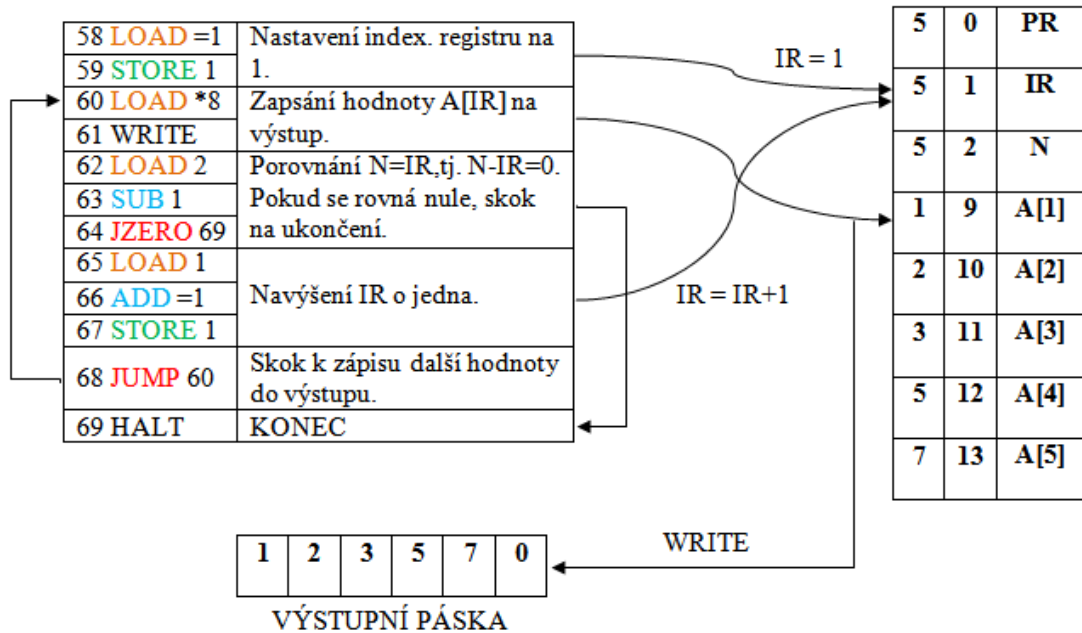 58 LOAD =1
59 STORE 1
Nastavení index. registru na
1.
60 LOAD *8
61 WRITE
Zapsání hodnoty A[IR] na
výstup.
62 LOAD 2
63 SUB 1
64 JZERO 69
Porovnání N=IR,tj. N-IR=0.
Pokud se rovná nule, skok
na ukončení.
65 LOAD 1
66 ADD =1
67 STORE 1
Navýšení IR o jedna.
68 JUMP 60
Skok k zápisu další hodnoty
do výstupu.
69 HALT
KONEC
IR = 1
IR = IR+1
5 0 PR
5 1 IR
5 2 N
1 9 A[1]
2 10 A[2]
3 11 A[3]
5 12 A[4]
7 13 A[5]
WRITE
1 2 3 5 7 0
VÝSTUPNÍ PÁSKA